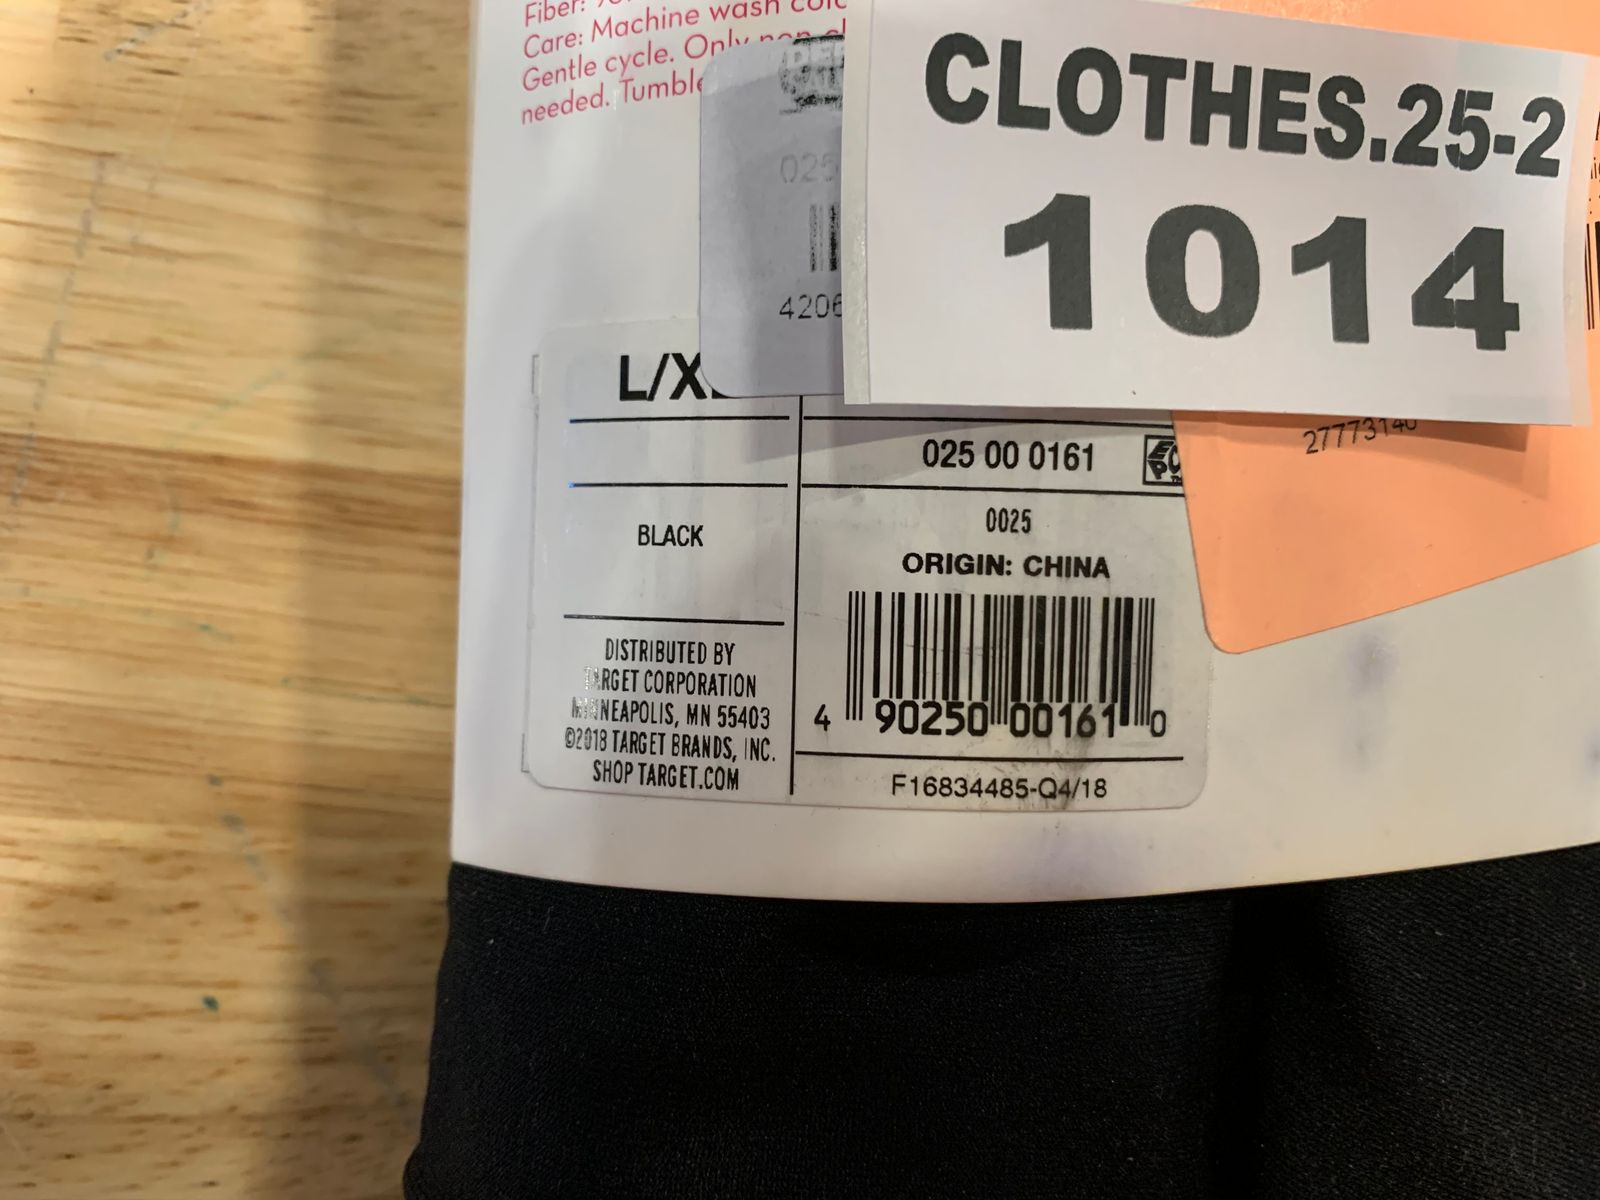 Fiber:
Care: Machine wash
Gentle cycle. Only
needed. Tumble
CLOTHES.25-2
1014
025
4206
L/X
025 00 0161
27773140
BLACK
0025
ORIGIN: CHINA
DISTRIBUTED BY
TARGET CORPORATION
MINNEAPOLIS, MN 55403
©2018 TARGET BRANDS, INC.
SHOP TARGET.COM
4 90250 00161 0
F16834485-Q4/18